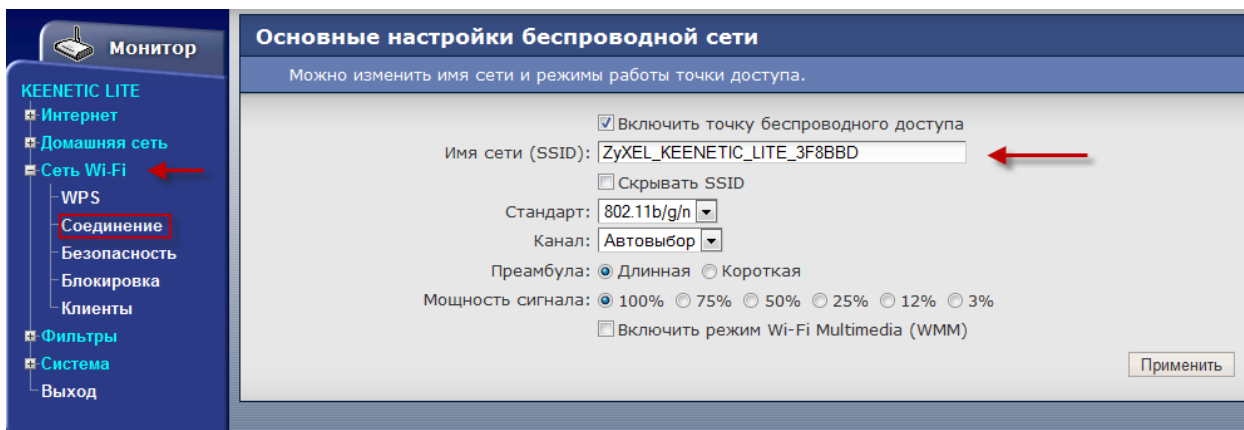 Монитор
KEENETIC LITE
Интернет
Домашняя сеть
Сеть Wi-Fi
WPS
Соединение
Безопасность
Блокировка
Клиенты
Фильтры
Система
Выход
Основные настройки беспроводной сети
Можно изменить имя сети и режимы работы точки доступа.
Включить точку беспроводного доступа
Имя сети (SSID): ZyXEL_KEENETIC_LITE_3F8BBD
Скрывать SSID
Стандарт: 802.11b/g/n
Канал: Автовыбор
Преамбула: Длинная Короткая
Мощность сигнала: 100% 75% 50% 25% 12% 3%
Включить режим Wi-Fi Multimedia (WMM)
Применить